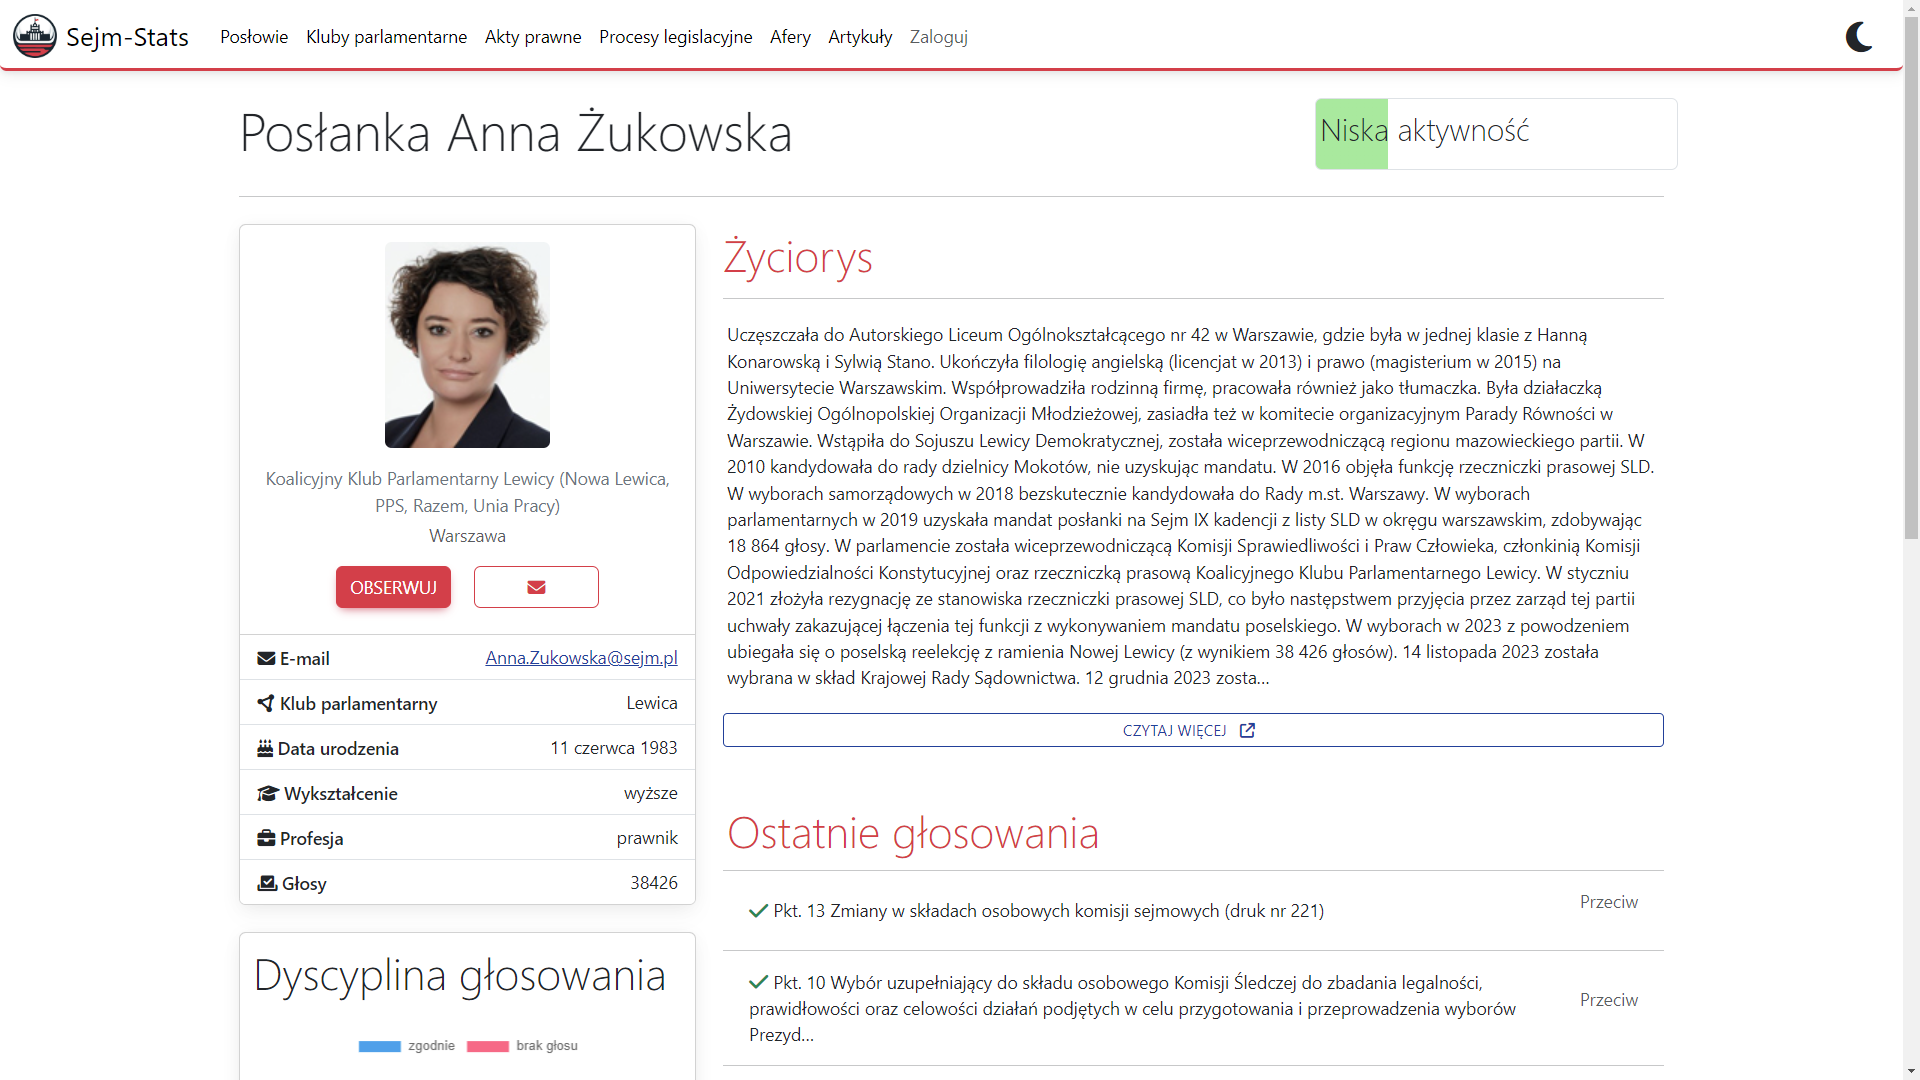 Sejm-Stats
Posłowie
Kluby parlamentarne
Akty prawne
Procesy legislacyjne
Afery
Artykuły
Zaloguj
Posłanka Anna Żukowska
Niska aktywność
Koalicyjny Klub Parlamentarny Lewicy (Nowa Lewica,
PPS, Razem, Unia Pracy)
Warszawa
OBSERWUJ
E-mail
Anna.Zukowska@sejm.pl
Klub parlamentarny
Lewica
Data urodzenia
11 czerwca 1983
Wykształcenie
wyższe
Profesja
prawnik
Głosy
38426
Dyscyplina głosowania
zgodnie
brak głosu
Życiorys
Uczęszczała do Autorskiego Liceum Ogólnokształcącego nr 42 w Warszawie, gdzie była w jednej klasie z Hanną
Konarowską i Sylwią Stano. Ukończyła filologię angielską (licencjat w 2013) i prawo (magisterium w 2015) na
Uniwersytecie Warszawskim. Współprowadziła rodzinną firmę, pracowała również jako tłumaczka. Była działaczką
Żydowskiej Ogólnopolskiej Organizacji Młodzieżowej, zasiadła też w komitecie organizacyjnym Parady Równości w
Warszawie. Wstąpiła do Sojuszu Lewicy Demokratycznej, została wiceprzewodniczącą regionu mazowieckiego partii. W
2010 kandydowała do rady dzielnicy Mokotów, nie uzyskując mandatu. W 2016 objęła funkcję rzeczniczki prasowej SLD.
W wyborach samorządowych w 2018 bezskutecznie kandydowała do Rady m.st. Warszawy. W wyborach
parlamentarnych w 2019 uzyskała mandat posłanki na Sejm IX kadencji z listy SLD w okręgu warszawskim, zdobywając
18 864 głosy. W parlamencie została wiceprzewodniczącą Komisji Sprawiedliwości i Praw Człowieka, członkinią Komisji
Odpowiedzialności Konstytucyjnej oraz rzeczniczką prasową Koalicyjnego Klubu Parlamentarnego Lewicy. W styczniu
2021 złożyła rezygnację ze stanowiska rzeczniczki prasowej SLD, co było następstwem przyjęcia przez zarząd tej partii
uchwały zakazującej łączenia tej funkcji z wykonywaniem mandatu poselskiego. W wyborach w 2023 z powodzeniem
ubiegała się o poselską reelekcję z ramienia Nowej Lewicy (z wynikiem 38 426 głosów). 14 listopada 2023 została
wybrana w skład Krajowej Rady Sądownictwa. 12 grudnia 2023 zosta...
CZYTAJ WIĘCEJ
Ostatnie głosowania
Pkt. 13 Zmiany w składach osobowych komisji sejmowych (druk nr 221)
Przeciw
Pkt. 10 Wybór uzupełniający do składu osobowego Komisji Śledczej do zbadania legalności,
prawidłowości oraz celowości działań podjętych w celu przygotowania i przeprowadzenia wyborów
Prezyd...
Przeciw